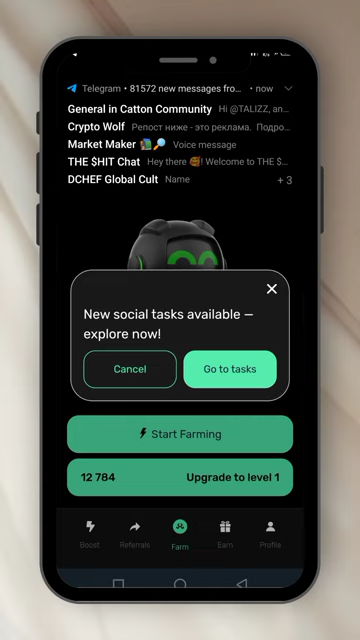 Telegram • 81572 new messages fro... • now
General in Catton Community Hi @TALIZZ, an...
Crypto Wolf Репост ниже - это реклама. Подро...
Market Maker Voice message
THE $HIT Chat Hey there 🍯! Welcome to THE $...
DCHEF Global Cult Name
+ 3
New social tasks available –
explore now!
Cancel
Go to tasks
Start Farming
12 784
Upgrade to level 1
Boost
Referrals
Farm
Earn
Profile